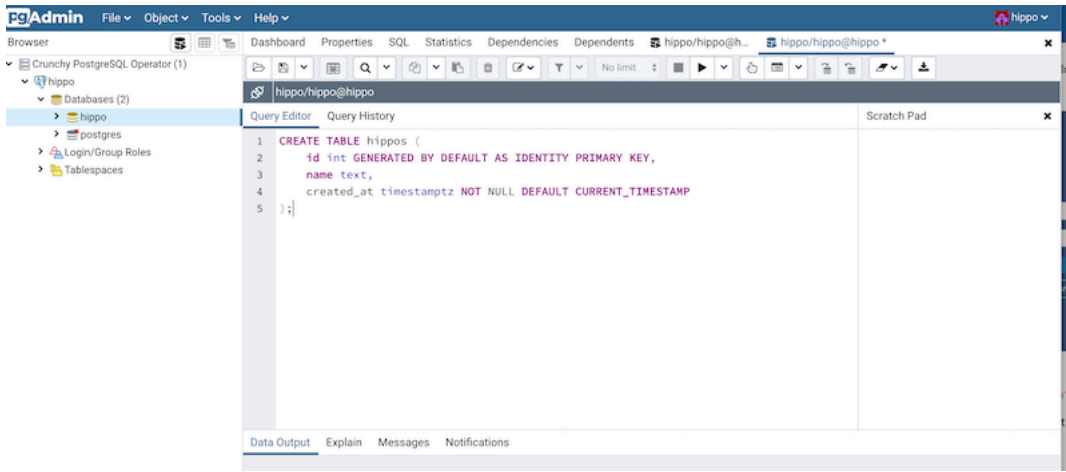 pgAdmin File Object Tools Help hippo
Browser
Dashboard Properties SQL Statistics Dependencies Dependents hippo/hippo@h... hippo/hippo@hippo *
Crunchy PostgreSQL Operator (1)
hippo
Databases (2)
hippo
postgres
Login/Group Roles
Tablespaces
No limit
hippo/hippo@hippo
Query Editor Query History
Scratch Pad
1 CREATE TABLE hippos (
2 id int GENERATED BY DEFAULT AS IDENTITY PRIMARY KEY,
3 name text,
4 created_at timestamptz NOT NULL DEFAULT CURRENT_TIMESTAMP
5 );
Data Output Explain Messages Notifications